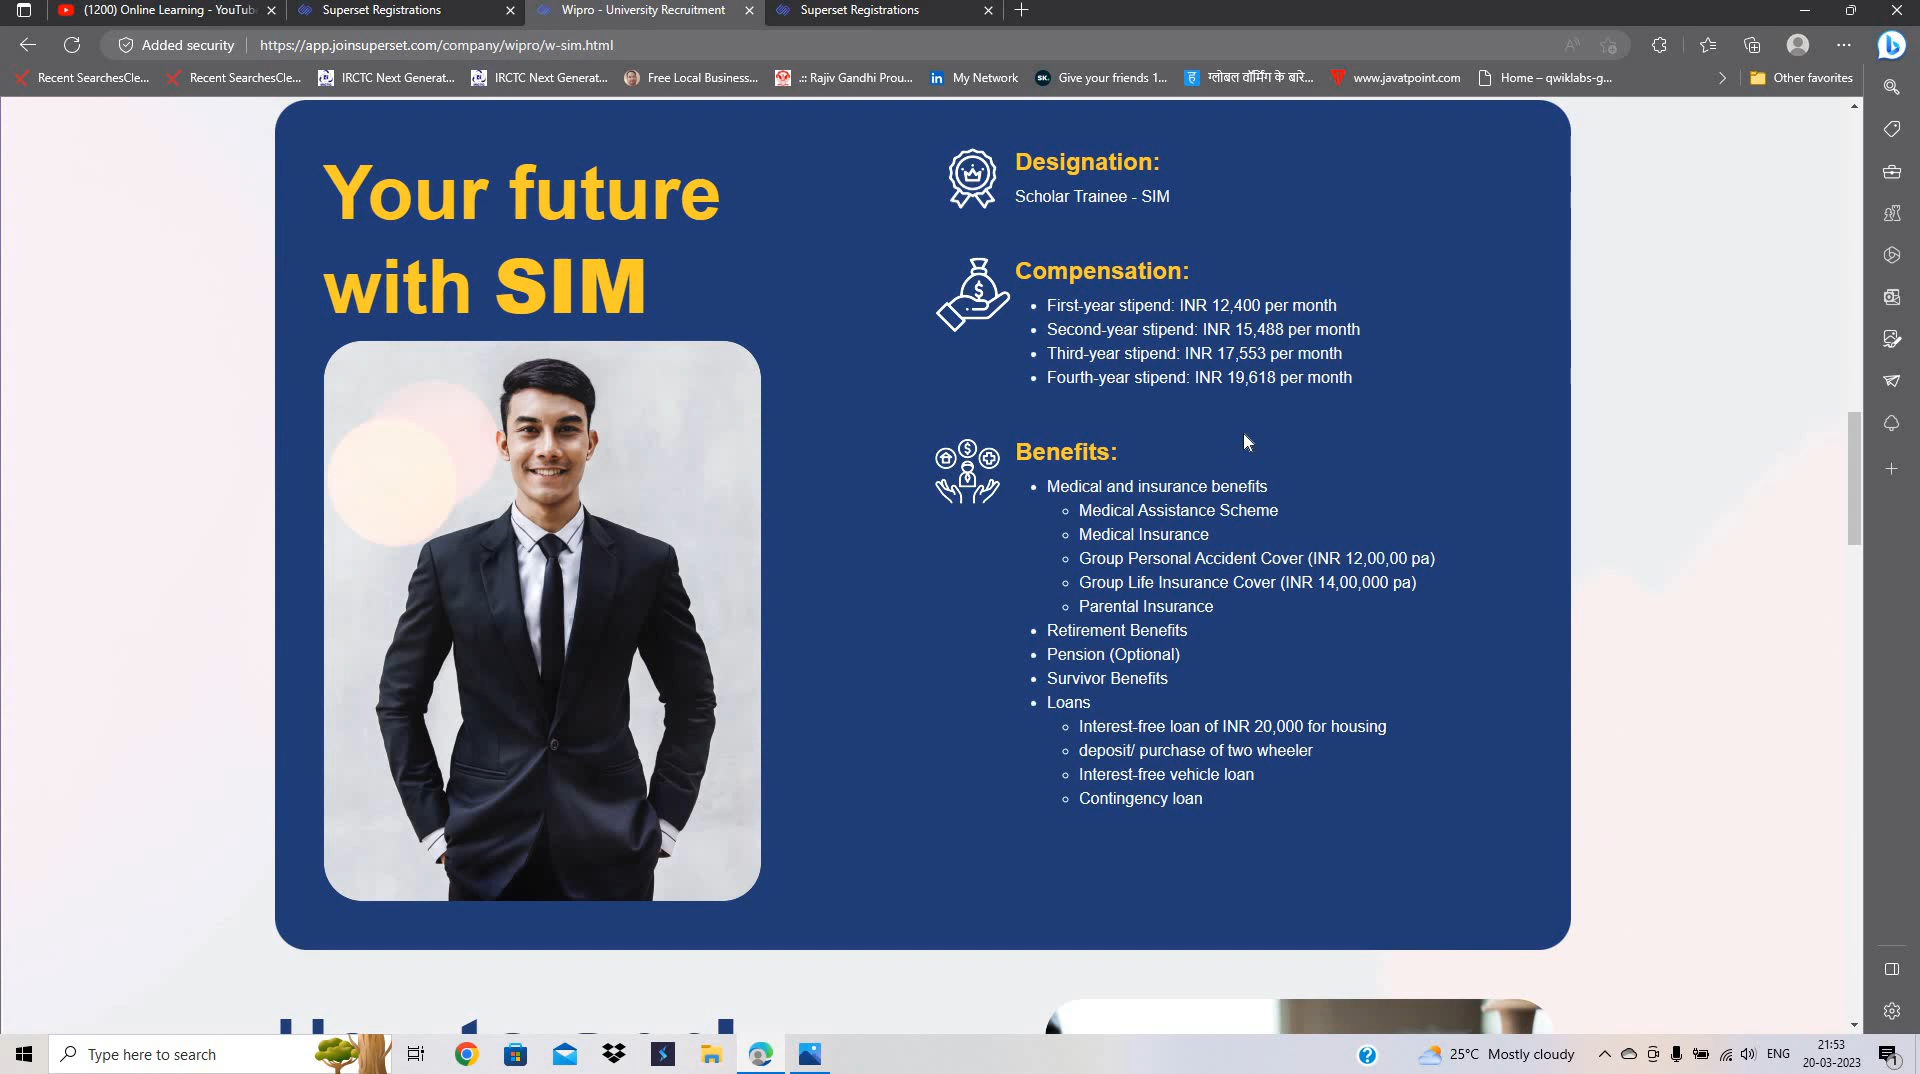 (1200) Online Learning - YouTub
Superset Registrations
Wipro - University Recruitment
Superset Registrations
Added security
https://app.joinsuperset.com/company/wipro/w-sim.html
Recent SearchesCle...
Recent SearchesCle...
IRCTC Next Generat...
IRCTC Next Generat...
Free Local Business...
.:: Rajiv Gandhi Prou...
My Network
Give your friends 1...
ग्लोबल वॉर्मिंग के बारे...
www.javatpoint.com
Home – qwiklabs-g...
Other favorites
Your future
with SIM
Designation:
Scholar Trainee - SIM
Compensation:
First-year stipend: INR 12,400 per month
Second-year stipend: INR 15,488 per month
Third-year stipend: INR 17,553 per month
Fourth-year stipend: INR 19,618 per month
Benefits:
Medical and insurance benefits
Medical Assistance Scheme
Medical Insurance
Group Personal Accident Cover (INR 12,00,00 pa)
Group Life Insurance Cover (INR 14,00,000 pa)
Parental Insurance
Retirement Benefits
Pension (Optional)
Survivor Benefits
Loans
Interest-free loan of INR 20,000 for housing
deposit/ purchase of two wheeler
Interest-free vehicle loan
Contingency loan
Type here to search
25°C Mostly cloudy
ENG
21:53
20-03-2023
1